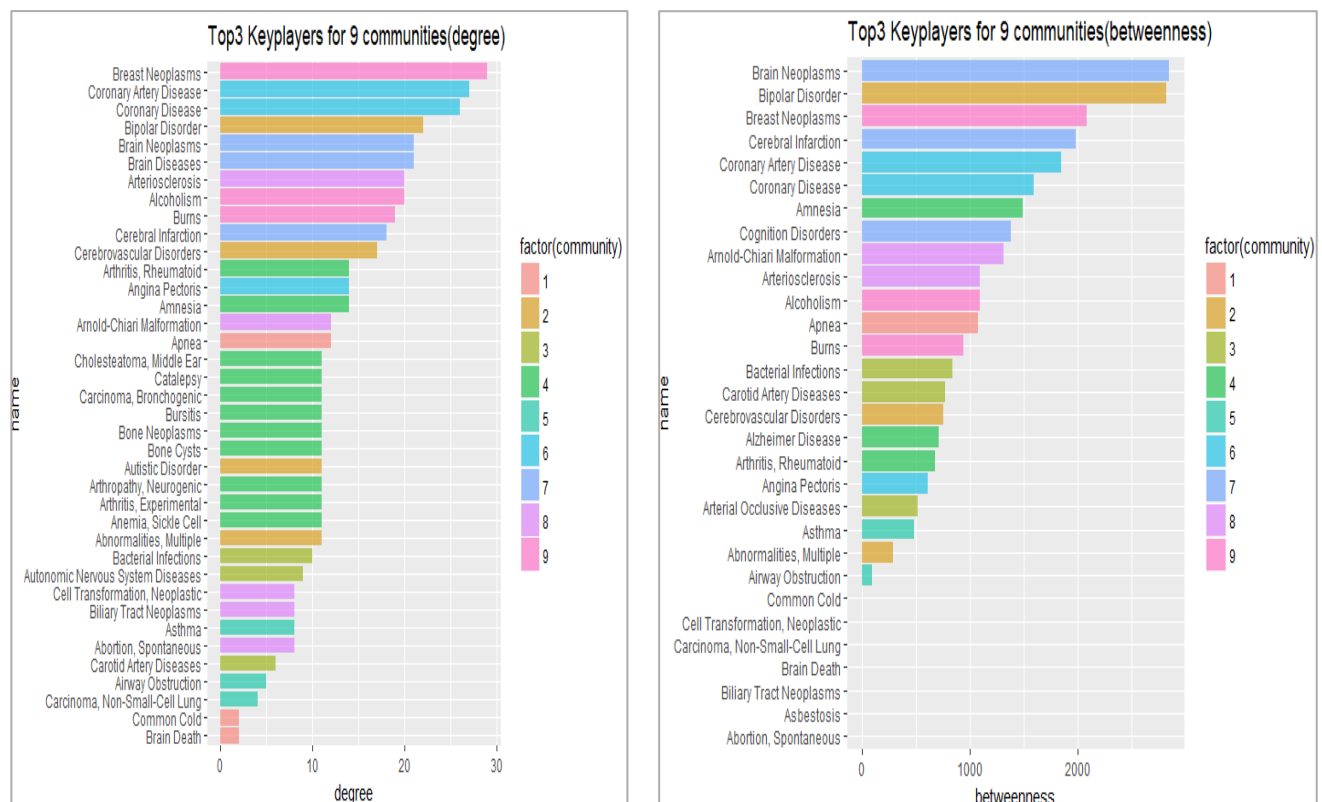 Top3 Keyplayers for 9 communities(degree)
Breast Neoplasms
Coronary Artery Disease
Coronary Disease
Bipolar Disorder
Brain Neoplasms
Brain Diseases
Arteriosclerosis
Alcoholism
Burns
Cerebral Infarction
Cerebrovascular Disorders
Arthritis, Rheumatoid
Angina Pectoris
Amnesia
Arnold-Chiari Malformation
Apnea
Cholesteatoma, Middle Ear
Catalepsy
Carcinoma, Bronchogenic
Bursitis
Bone Neoplasms
Bone Cysts
Autistic Disorder
Arthropathy, Neurogenic
Arthritis, Experimental
Anemia, Sickle Cell
Abnormalities, Multiple
Bacterial Infections
Autonomic Nervous System Diseases
Cell Transformation, Neoplastic
Biliary Tract Neoplasms
Asthma
Abortion, Spontaneous
Carotid Artery Diseases
Airway Obstruction
Carcinoma, Non-Small-Cell Lung
Common Cold
Brain Death
name
0 10 20 30
degree
factor(community)
1
2
3
4
5
6
7
8
9
Top3 Keyplayers for 9 communities(betweenness)
Brain Neoplasms
Bipolar Disorder
Breast Neoplasms
Cerebral Infarction
Coronary Artery Disease
Coronary Disease
Amnesia
Cognition Disorders
Arnold-Chiari Malformation
Arteriosclerosis
Alcoholism
Apnea
Burns
Bacterial Infections
Carotid Artery Diseases
Cerebrovascular Disorders
Alzheimer Disease
Arthritis, Rheumatoid
Angina Pectoris
Arterial Occlusive Diseases
Asthma
Abnormalities, Multiple
Airway Obstruction
Common Cold
Cell Transformation, Neoplastic
Carcinoma, Non-Small-Cell Lung
Brain Death
Biliary Tract Neoplasms
Asbestosis
Abortion, Spontaneous
name
0 1000 2000
betweenness
factor(community)
1
2
3
4
5
6
7
8
9